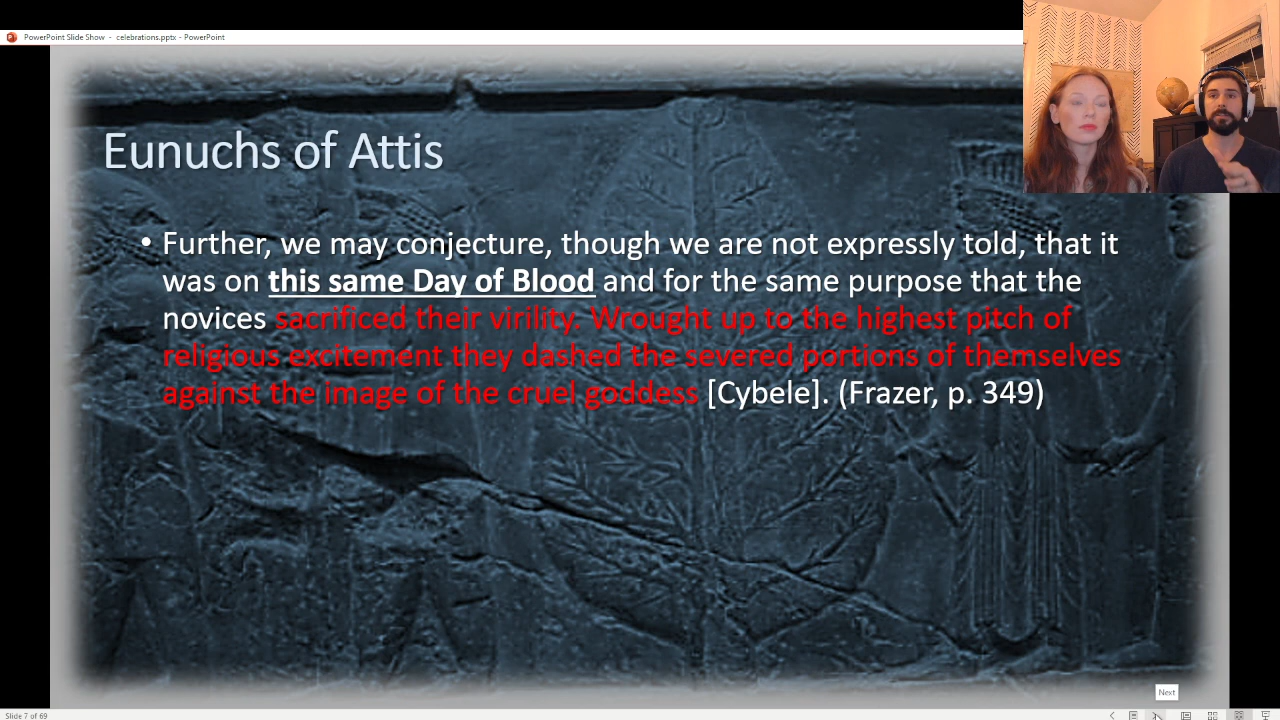 PowerPoint Slide Show - celebrations.pptx - PowerPoint
Eunuchs of Attis
• Further, we may conjecture, though we are not expressly told, that it
was on this same Day of Blood and for the same purpose that the
novices sacrificed their virility. Wrought up to the highest pitch of
religious excitement they dashed the severed portions of themselves
against the image of the cruel goddess [Cybele]. (Frazer, p. 349)
Next
Slide 7 of 69